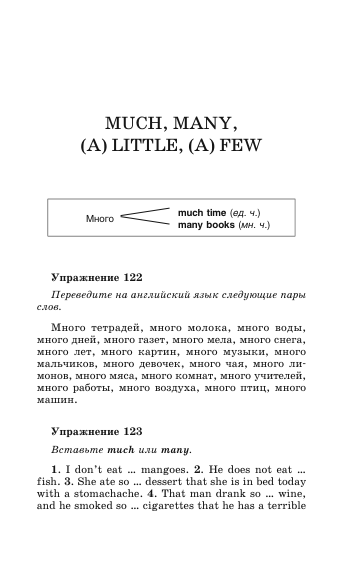 MUCH, MANY,
(A) LITTLE, (A) FEW
Много
much time (ед. ч.)
many books (мн. ч.)
Упражнение 122
Переведите на английский язык следующие пары
слов.
Много тетрадей, много молока, много воды,
много дней, много газет, много мела, много снега,
много лет, много картин, много музыки, много
мальчиков, много девочек, много чая, много ли-
монов, много мяса, много комнат, много учителей,
много работы, много воздуха, много птиц, много
машин.
Упражнение 123
Вставьте much или many.
1. I don't eat ... mangoes. 2. He does not eat ...
fish. 3. She ate so ... dessert that she is in bed today
with a stomachache. 4. That man drank so ... wine,
and he smoked so ... cigarettes that he has a terrible